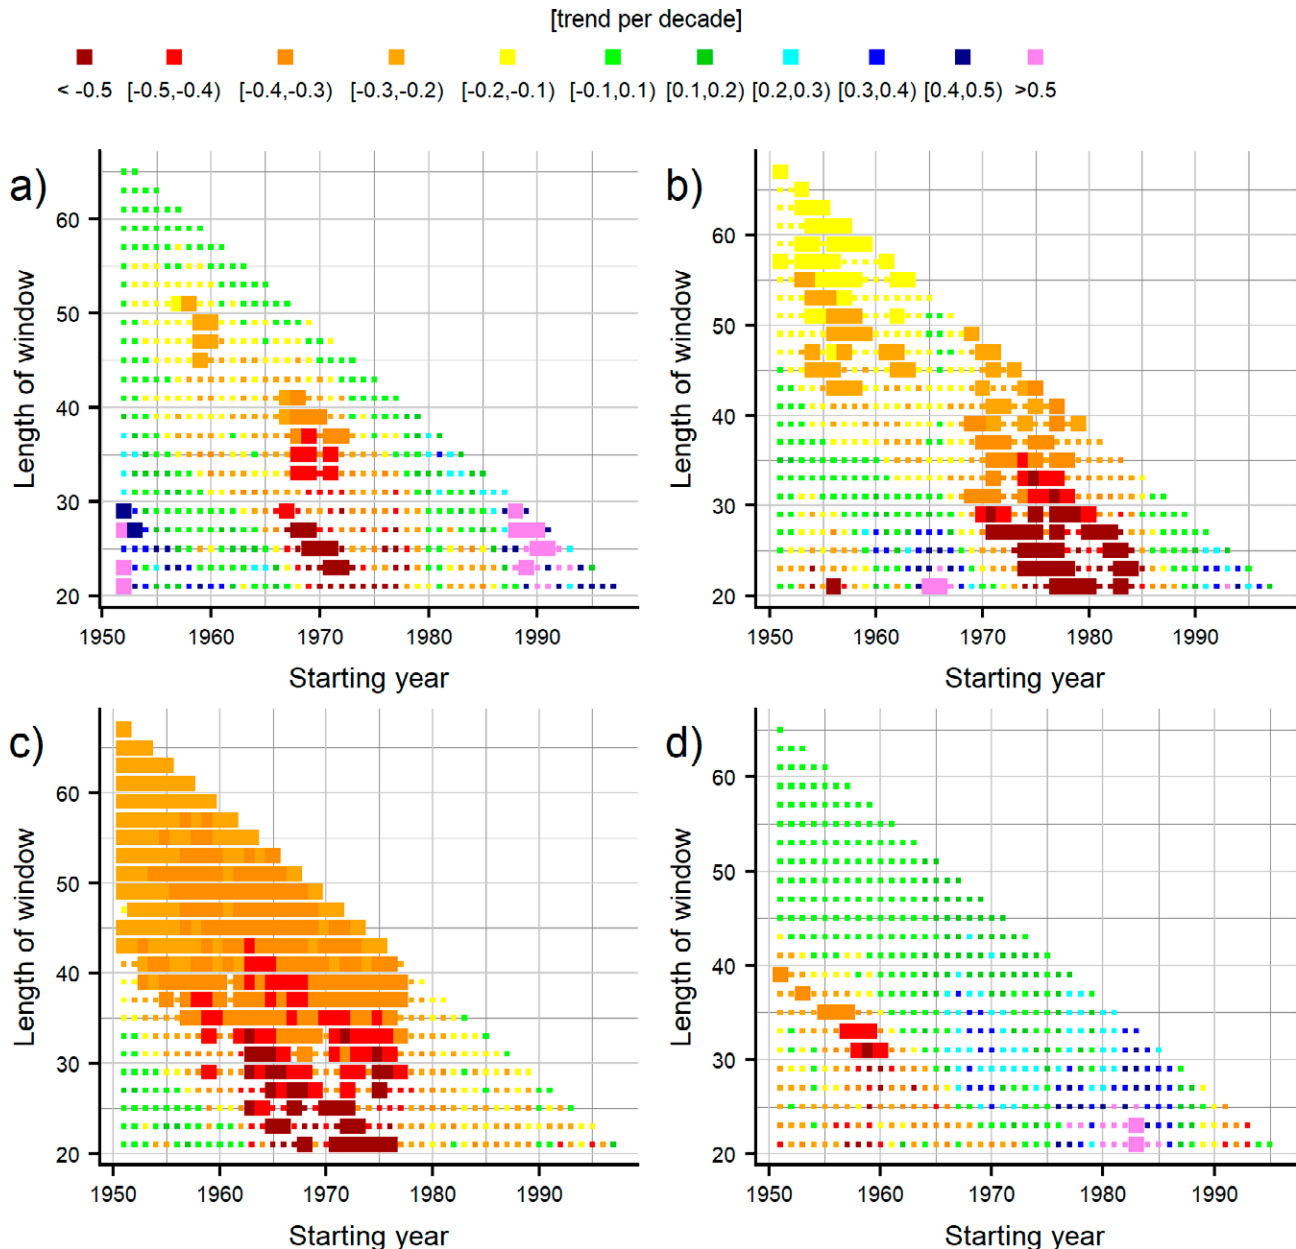 [trend per decade]
< -0.5 [-0.5,-0.4) [-0.4,-0.3) [-0.3,-0.2) [-0.2,-0.1) [-0.1,0.1) [0.1,0.2) [0.2,0.3) [0.3,0.4) [0.4,0.5) >0.5
a)
Length of window
60
50
40
30
20
1950 1960 1970 1980 1990
Starting year
b)
Length of window
60
50
40
30
20
1950 1960 1970 1980 1990
Starting year
c)
Length of window
60
50
40
30
20
1950 1960 1970 1980 1990
Starting year
d)
Length of window
60
50
40
30
20
1950 1960 1970 1980 1990
Starting year